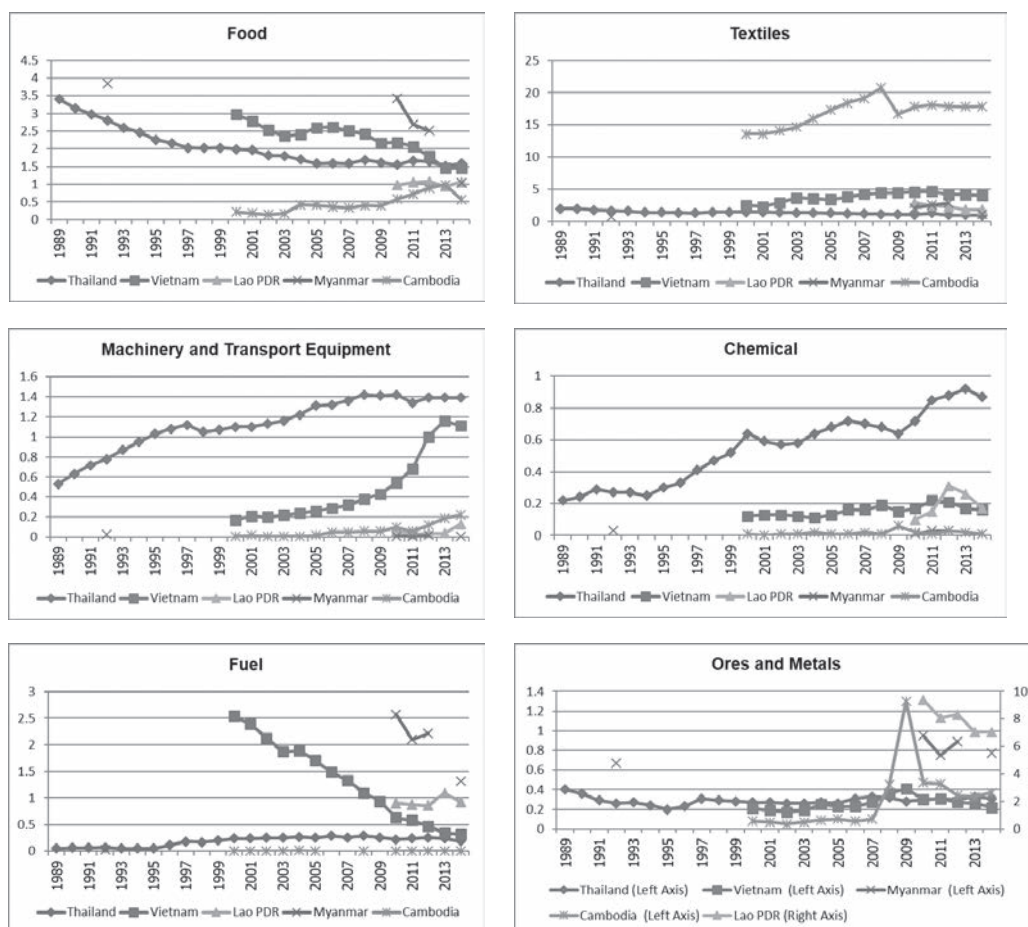 Food
4.5
4
3.5
3
2.5
2
1.5
1
0.5
0
1989 1991 1993 1995 1997 1999 2001 2003 2005 2007 2009 2011 2013
Thailand Vietnam Lao PDR Myanmar Cambodia
Textiles
25
20
15
10
5
0
1989 1991 1993 1995 1997 1999 2001 2003 2005 2007 2009 2011 2013
Thailand Vietnam Lao PDR Myanmar Cambodia
Machinery and Transport Equipment
1.6
1.4
1.2
1
0.8
0.6
0.4
0.2
0
1989 1991 1993 1995 1997 1999 2001 2003 2005 2007 2009 2011 2013
Thailand Vietnam Lao PDR Myanmar Cambodia
Chemical
1
0.8
0.6
0.4
0.2
0
1989 1991 1993 1995 1997 1999 2001 2003 2005 2007 2009 2011 2013
Thailand Vietnam Lao PDR Myanmar Cambodia
Fuel
3
2.5
2
1.5
1
0.5
0
1989 1991 1993 1995 1997 1999 2001 2003 2005 2007 2009 2011 2013
Thailand Vietnam Lao PDR Myanmar Cambodia
Ores and Metals
1.4 10
1.2
1 8
0.8 6
0.6
0.4 4
0.2 2
0 0
1989 1991 1993 1995 1997 1999 2001 2003 2005 2007 2009 2011 2013
Thailand (Left Axis) Vietnam (Left Axis) Myanmar (Left Axis)
Cambodia (Left Axis) Lao PDR (Right Axis)